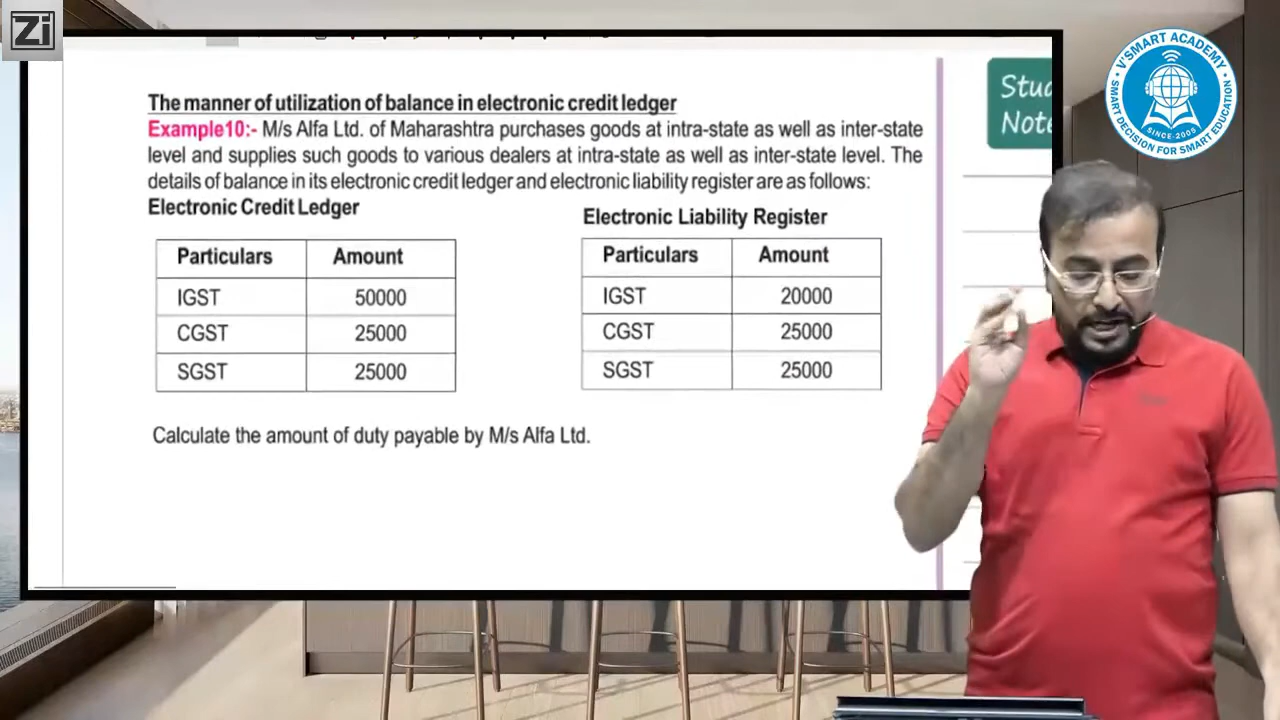 Zi
The manner of utilization of balance in electronic credit ledger
Example10:- M/s Alfa Ltd. of Maharashtra purchases goods at intra-state as well as inter-state
level and supplies such goods to various dealers at intra-state as well as inter-state level. The
details of balance in its electronic credit ledger and electronic liability register are as follows:
Electronic Credit Ledger
Particulars Amount
IGST 50000
CGST 25000
SGST 25000
Electronic Liability Register
Particulars Amount
IGST 20000
CGST 25000
SGST 25000
Calculate the amount of duty payable by M/s Alfa Ltd.
Stud
Note
V'SMART ACADEMY
SMART DECISION FOR SMART EDUCATION
SINCE-2009